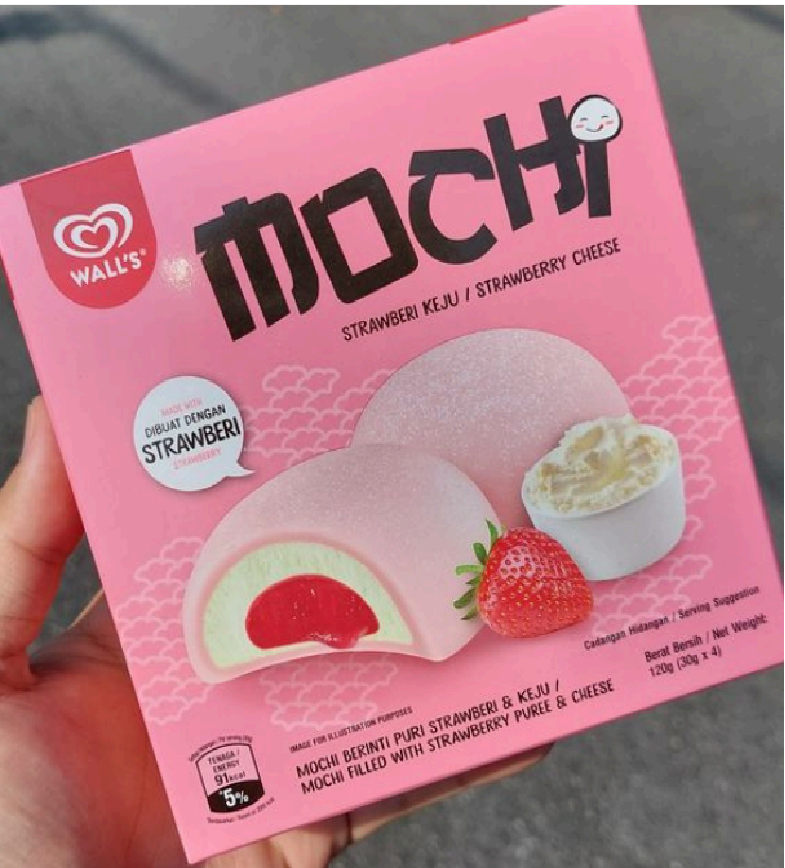 WALL'S®
MOCHi
STRAWBERI KEJU / STRAWBERRY CHEESE
MADE WITH
DIBUAT DENGAN
STRAWBERI
STRAWBERRY
Cadangan Hidangan / Serving Suggestion
Berat Bersih / Net Weight:
120g (30g x 4)
IMAGE FOR ILLUSTRATION PURPOSES
MOCHI BERINTI PURI STRAWBERI & KEJU /
MOCHI FILLED WITH STRAWBERRY PUREE & CHEESE
TENAGA /
ENERGY
91kcal
*5%